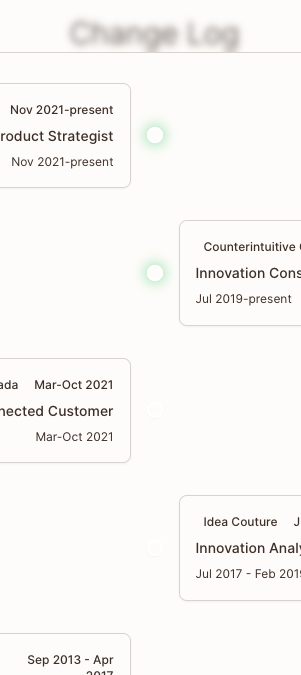 Change Log
Nov 2021-present
roduct Strategist
Nov 2021-present
Counterintuitive
Innovation Cons
Jul 2019-present
ada Mar-Oct 2021
nected Customer
Mar-Oct 2021
Idea Couture J
Innovation Analy
Jul 2017 - Feb 201
Sep 2013 - Apr
2017